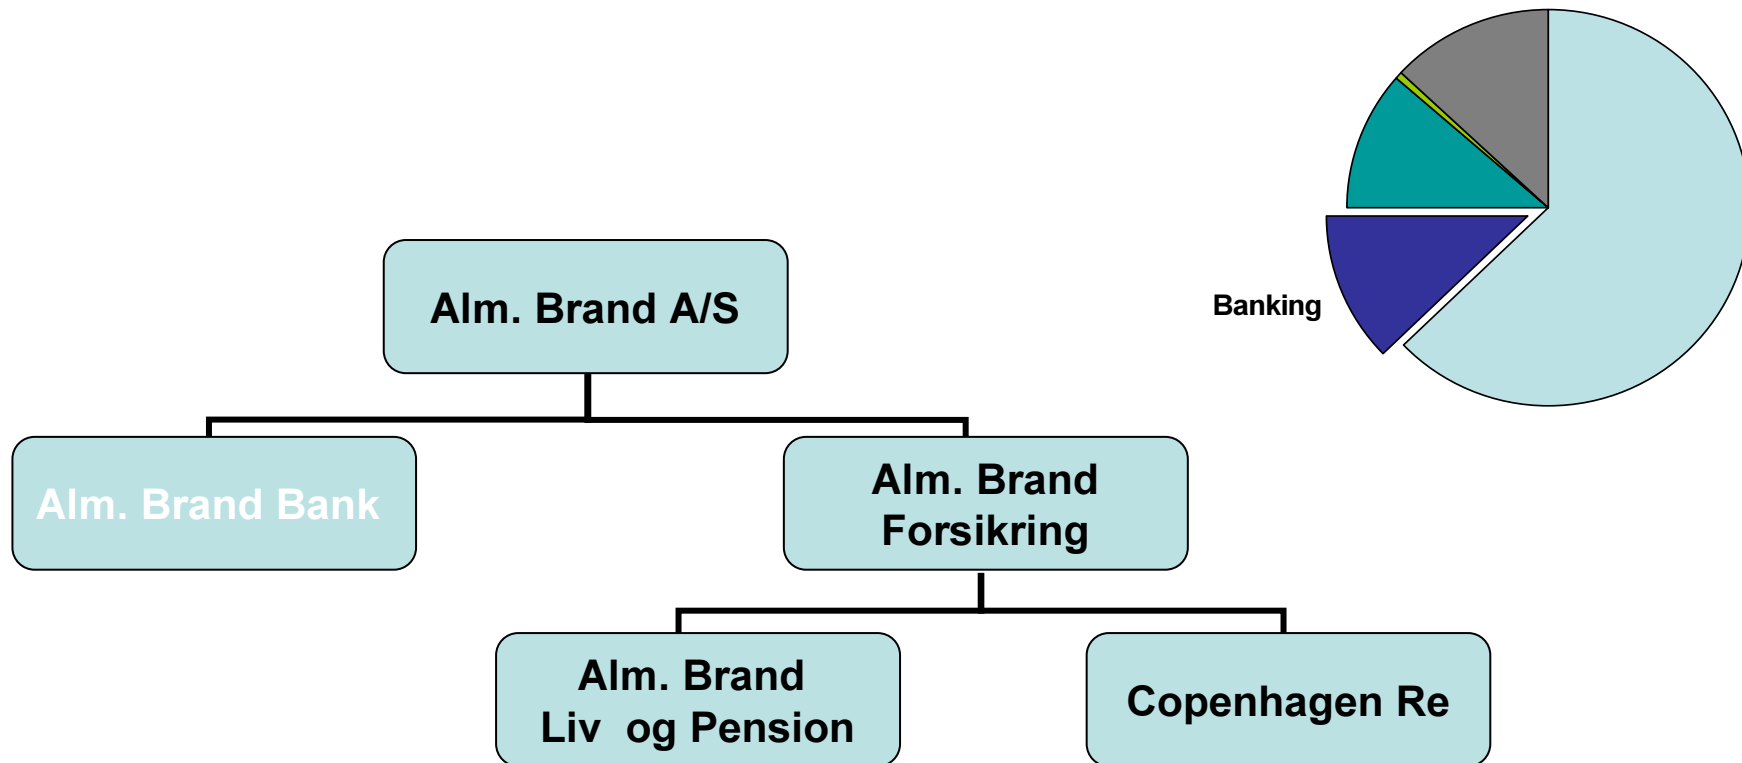 Alm. Brand A/S
Banking
Alm. Brand Bank
Alm. Brand
Forsikring
Alm. Brand
Liv og Pension
Copenhagen Re